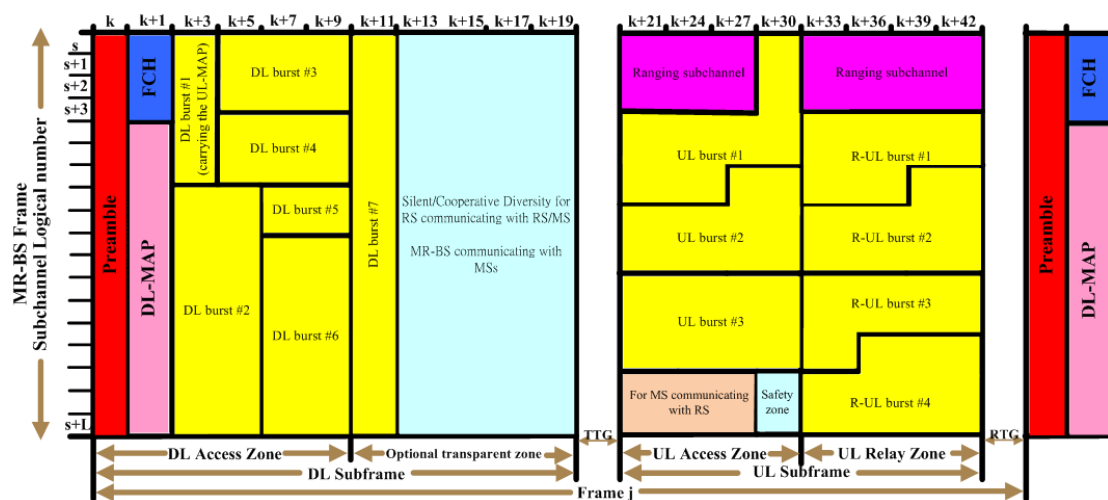 k k+1 k+3 k+5 k+7 k+9 k+11 k+13 k+15 k+17 k+19 k+21 k+24 k+27 k+30 k+33 k+36 k+39 k+42
MR-BS Frame
Subchannel Logical number
s
s+1
s+2
s+3
s+L
Preamble
FCH
DL-MAP
DL burst #1
(carrying the UL-MAP)
DL burst #3
DL burst #4
DL burst #2
DL burst #5
DL burst #6
DL burst #7
Silent/Cooperative Diversity for
RS communicating with RS/MS
MR-BS communicating with
MSs
Ranging subchannel
UL burst #1
UL burst #2
UL burst #3
For MS communicating
with RS
Safety
zone
Ranging subchannel
R-UL burst #1
R-UL burst #2
R-UL burst #3
R-UL burst #4
Preamble
FCH
DL-MAP
TTG
RTG
DL Access Zone
Optional transparent zone
UL Access Zone
UL Relay Zone
DL Subframe
UL Subframe
Frame j